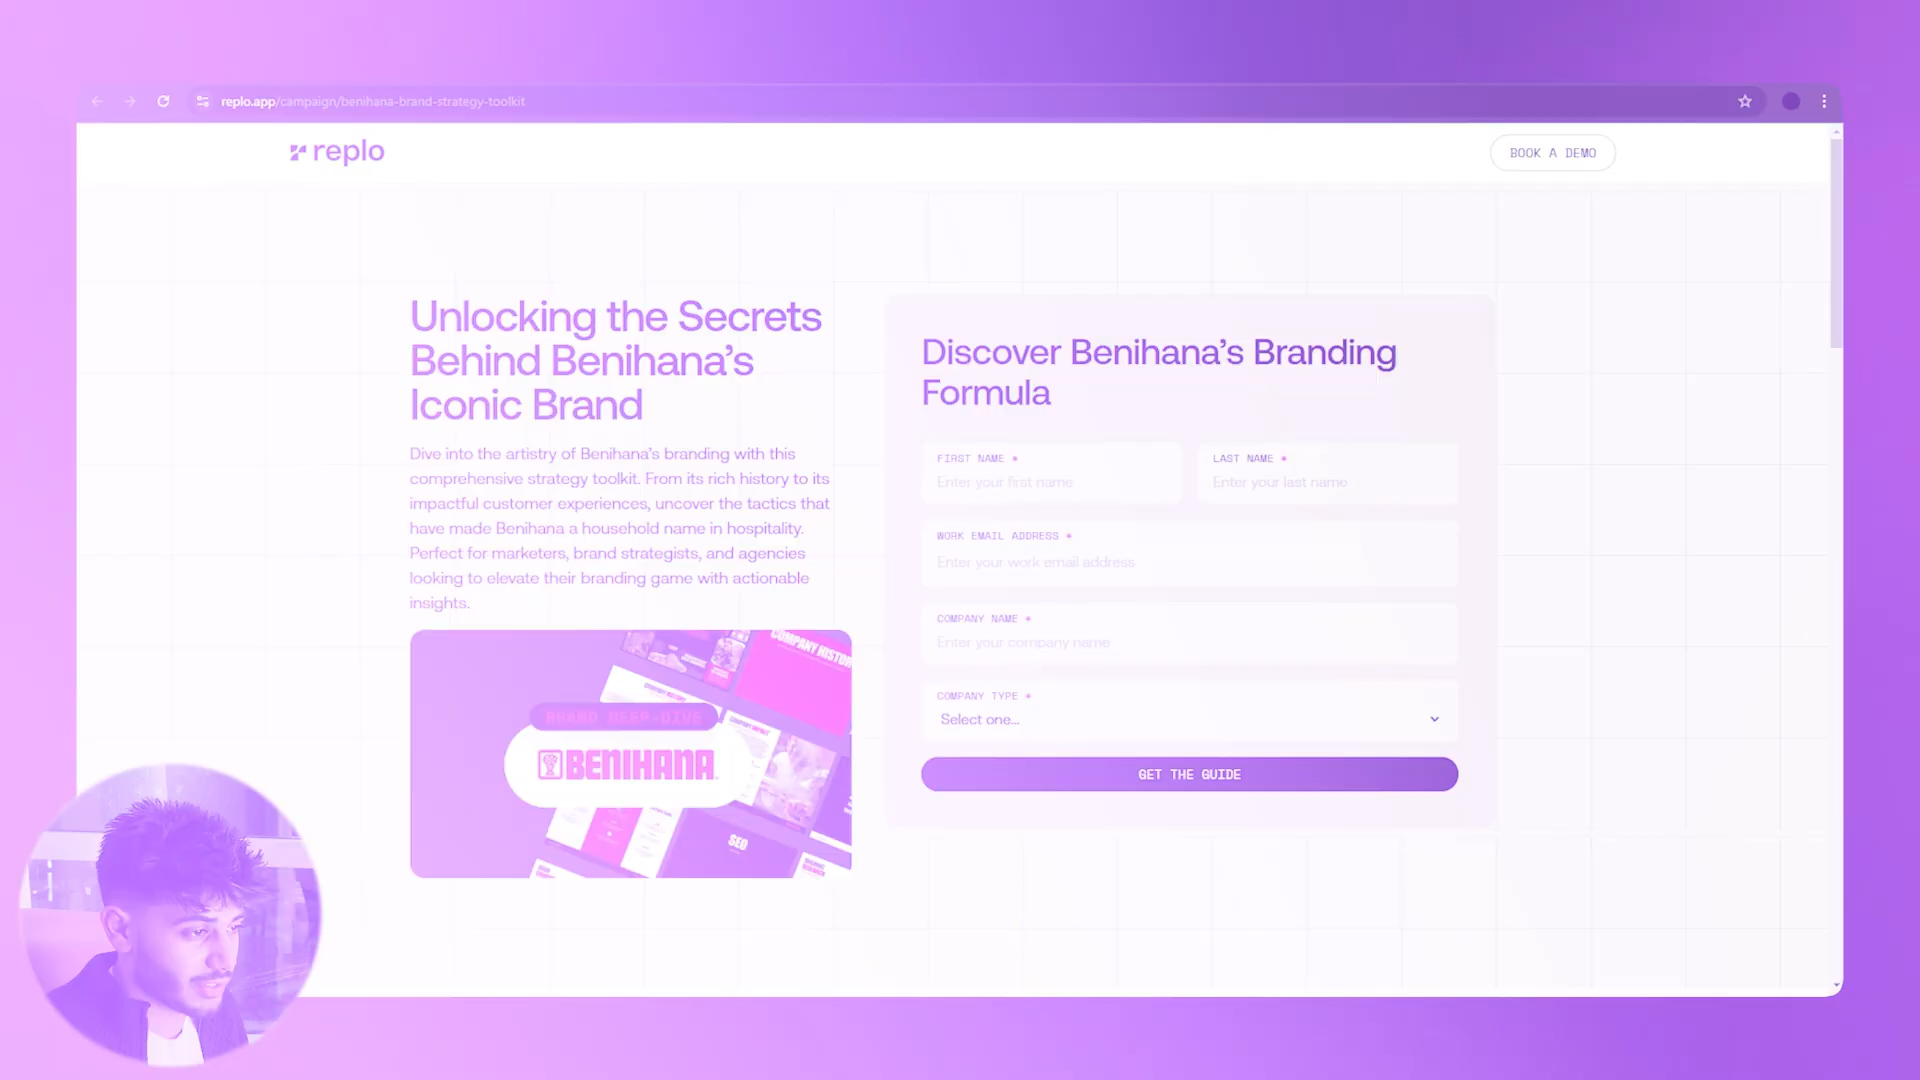 replo.app/campaign/benihana-brand-strategy-toolkit
replo
BOOK A DEMO
Unlocking the Secrets
Behind Benihana’s
Iconic Brand
Dive into the artistry of Benihana’s branding with this
comprehensive strategy toolkit. From its rich history to its
impactful customer experiences, uncover the tactics that
have made Benihana a household name in hospitality.
Perfect for marketers, brand strategists, and agencies
looking to elevate their branding game with actionable
insights.
COMPANY HISTORY
BRAND DEEP-DIVE
BENIHANA
SEO
Discover Benihana’s Branding
Formula
FIRST NAME *
Enter your first name
LAST NAME *
Enter your last name
WORK EMAIL ADDRESS *
Enter your work email address
COMPANY NAME *
Enter your company name
COMPANY TYPE *
Select one...
GET THE GUIDE